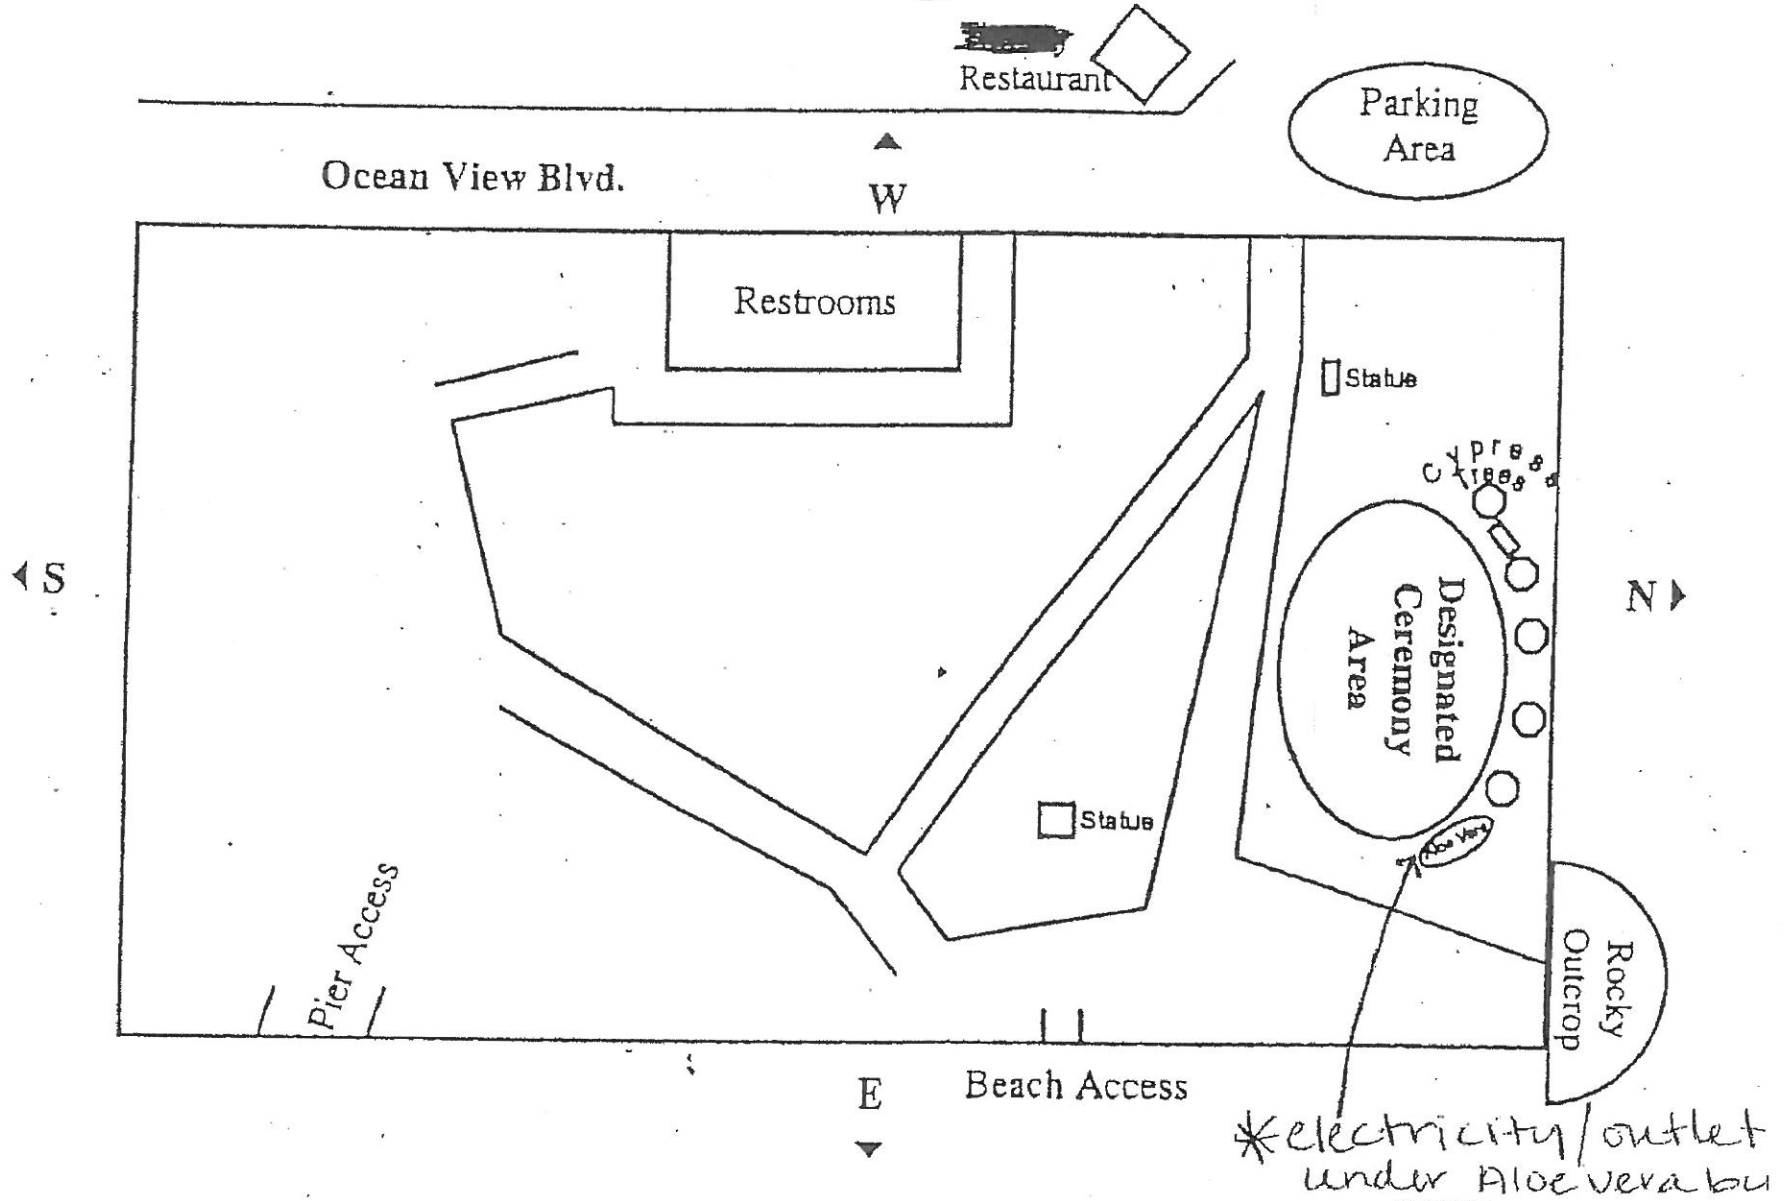 Restaurant
Parking
Area
Ocean View Blvd.
W
Restrooms
Statue
Cypress
trees
S
N
Designated
Ceremony
Area
Statue
Pier Access
Rocky
Outcrop
E
Beach Access
*electricity/outlet
under Aloe vera bu